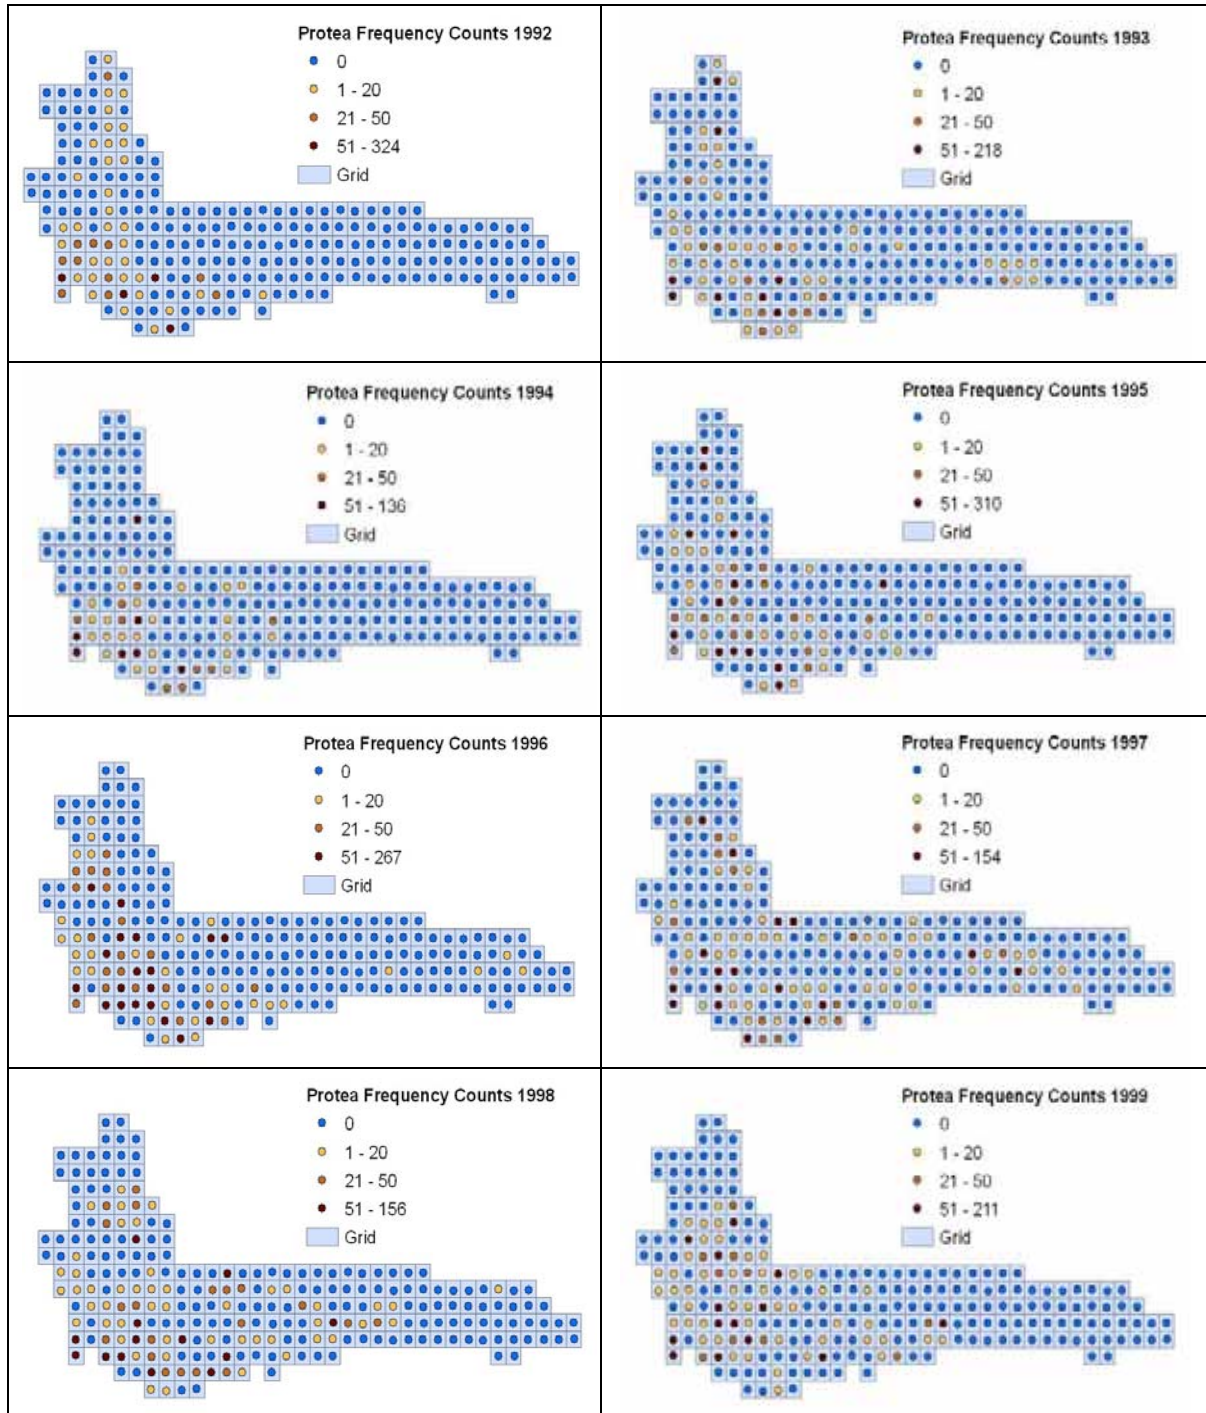 Protea Frequency Counts 1992
0
1 - 20
21 - 50
51 - 324
Grid
Protea Frequency Counts 1993
0
1 - 20
21 - 50
51 - 218
Grid
Protea Frequency Counts 1994
0
1 - 20
21 - 50
51 - 136
Grid
Protea Frequency Counts 1995
0
1 - 20
21 - 50
51 - 310
Grid
Protea Frequency Counts 1996
0
1 - 20
21 - 50
51 - 267
Grid
Protea Frequency Counts 1997
0
1 - 20
21 - 50
51 - 154
Grid
Protea Frequency Counts 1998
0
1 - 20
21 - 50
51 - 156
Grid
Protea Frequency Counts 1999
0
1 - 20
21 - 50
51 - 211
Grid